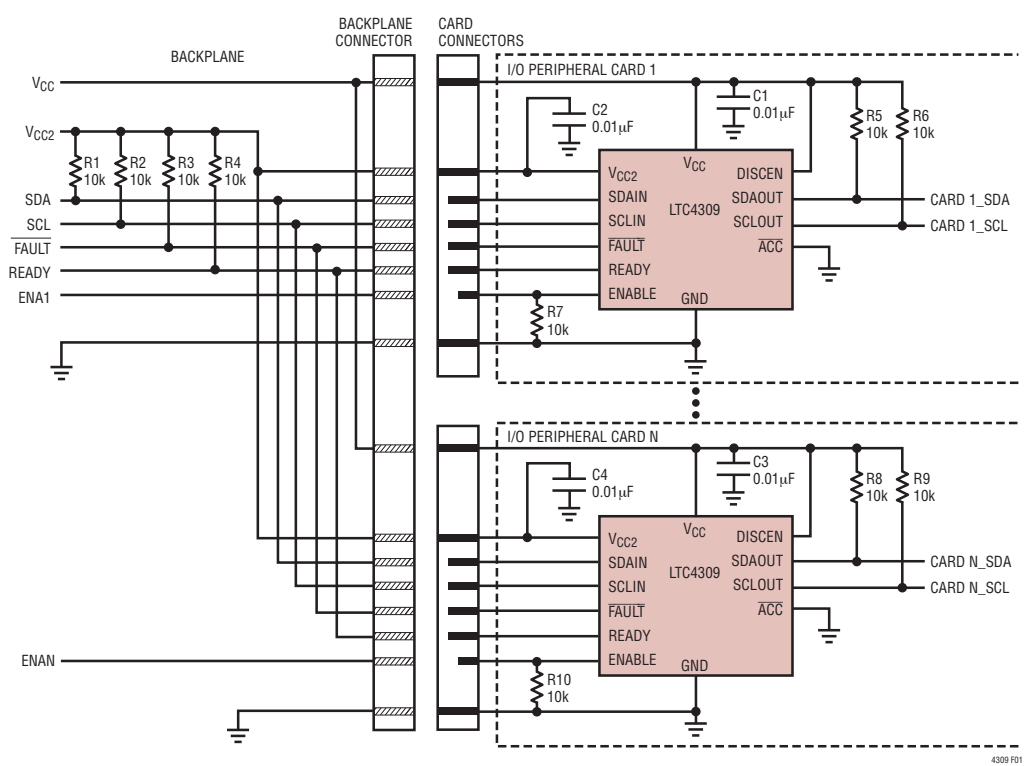 BACKPLANE
CONNECTOR
CARD
CONNECTORS
BACKPLANE
VCC
VCC2
R1
10k
R2
10k
R3
10k
R4
10k
SDA
SCL
FAULT
READY
ENA1
I/O PERIPHERAL CARD 1
C2
0.01μF
C1
0.01μF
R5
10k
R6
10k
VCC
VCC2
DISCEN
SDAIN
SDAOUT
LTC4309
SCLIN
SCLOUT
FAULT
ACC
READY
ENABLE
GND
R7
10k
CARD 1_SDA
CARD 1_SCL
I/O PERIPHERAL CARD N
C4
0.01μF
C3
0.01μF
R8
10k
R9
10k
VCC
VCC2
DISCEN
SDAIN
SDAOUT
LTC4309
SCLIN
SCLOUT
FAULT
ACC
READY
ENABLE
GND
R10
10k
CARD N_SDA
CARD N_SCL
ENAN
4309 F01